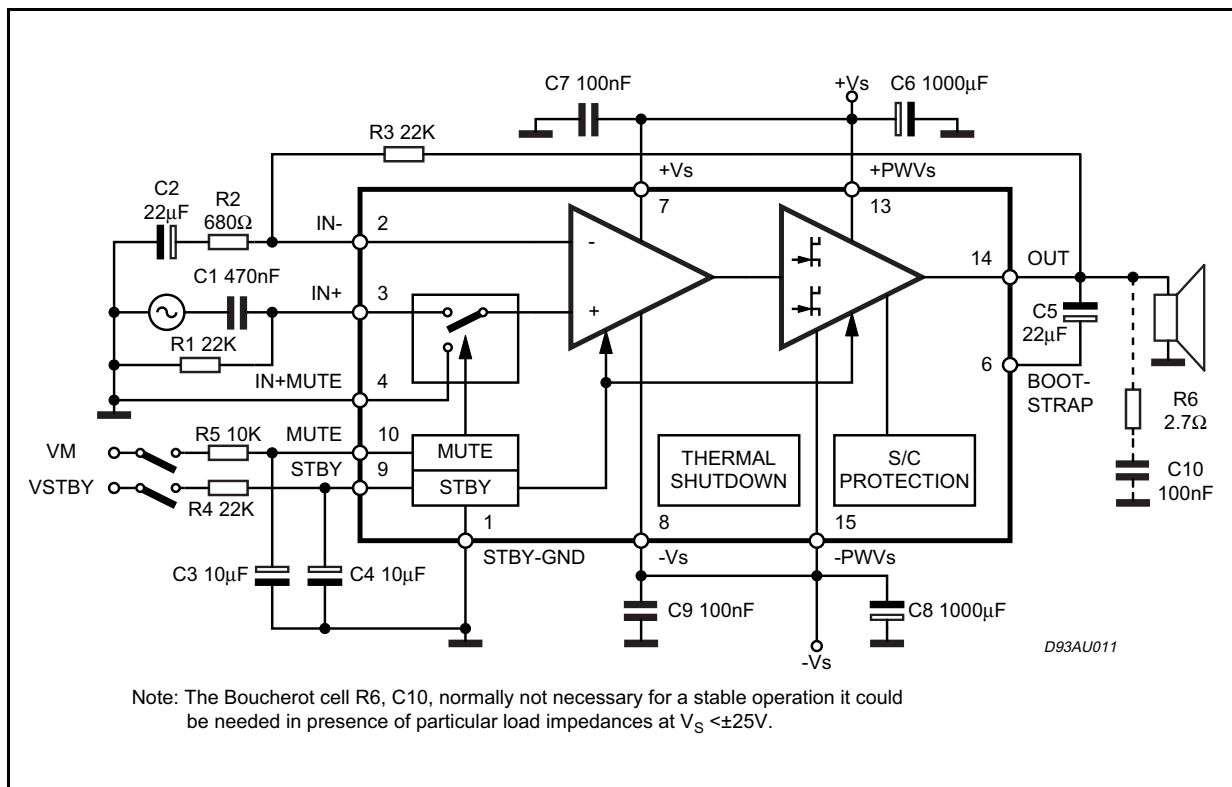 C7 100nF
+Vs
C6 1000µF
R3 22K
+Vs
+PWVs
C2
22µF
R2
680Ω
IN-
2
7
13
-
C1 470nF
IN+
3
+
14
OUT
C5
22µF
R1 22K
IN+MUTE
4
6
BOOT-
STRAP
R6
2.7Ω
VM
R5 10K
MUTE
10
MUTE
THERMAL
SHUTDOWN
S/C
PROTECTION
C10
100nF
VSTBY
R4 22K
STBY
9
STBY
1
8
15
STBY-GND
-Vs
-PWVs
C3 10µF
C4 10µF
C9 100nF
C8 1000µF
-Vs
D93AU011
Note: The Boucherot cell R6, C10, normally not necessary for a stable operation it could
be needed in presence of particular load impedances at VS <±25V.